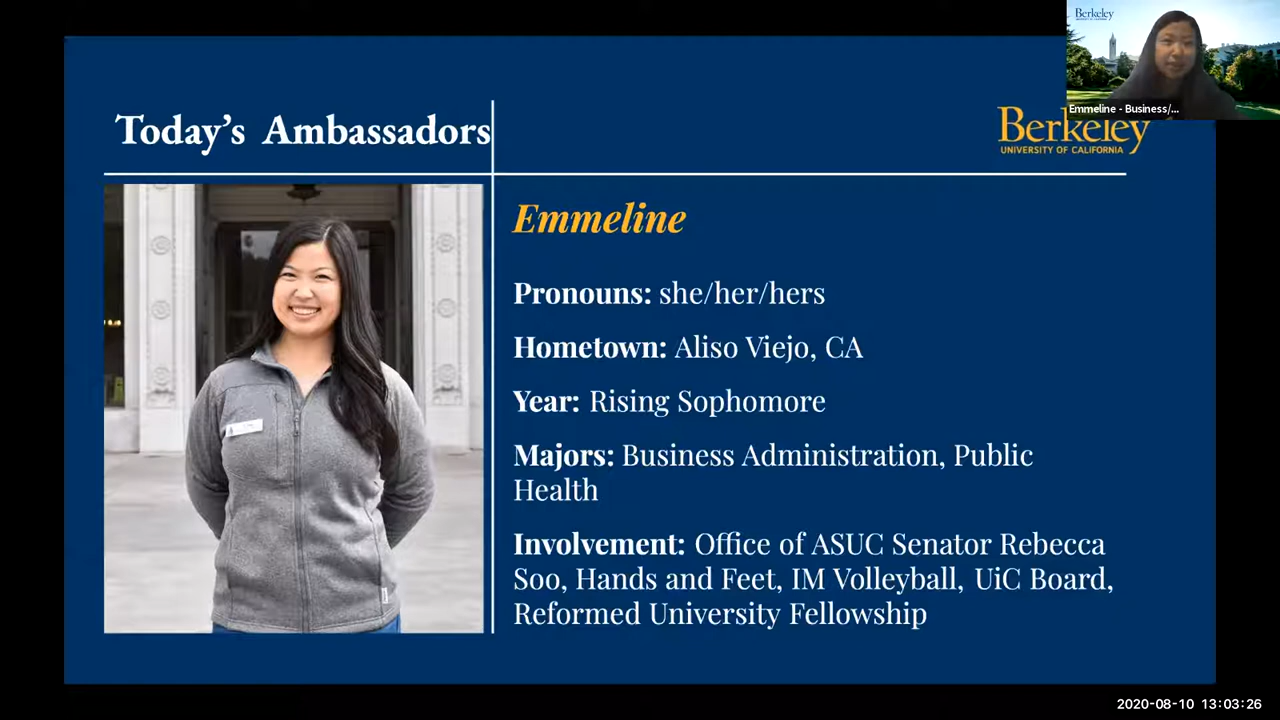 Berkeley
Emmeline - Business/...
Today's Ambassadors
Berkeley
UNIVERSITY OF CALIFORNIA
Emmeline
Pronouns: she/her/hers
Hometown: Aliso Viejo, CA
Year: Rising Sophomore
Majors: Business Administration, Public
Health
Involvement: Office of ASUC Senator Rebecca
Soo, Hands and Feet, IM Volleyball, UiC Board,
Reformed University Fellowship
2020-08-10 13:03:26